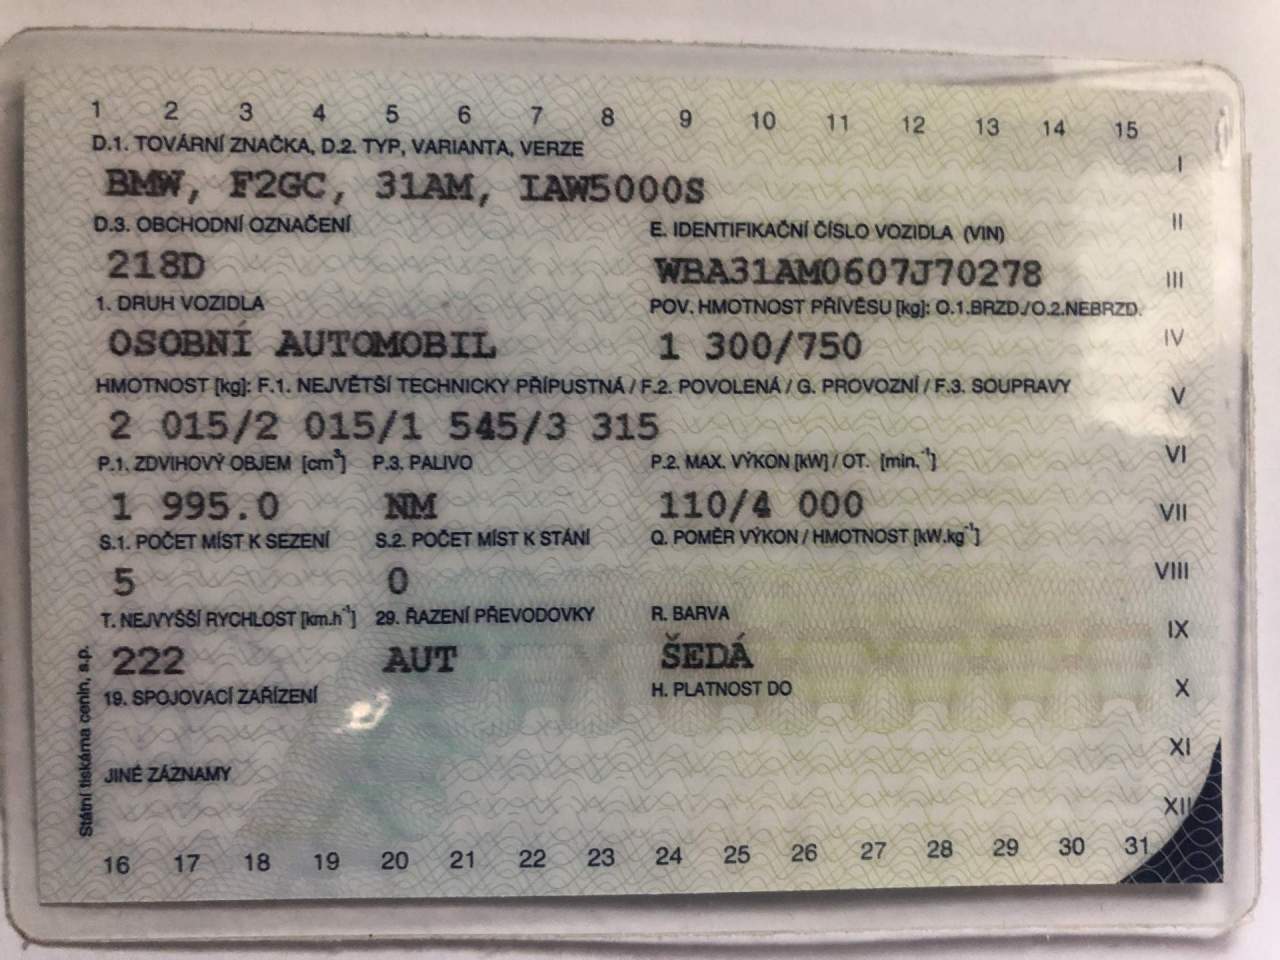 1 2 3 4 5 6 7 8 9 10 11 12 13 14 15
D.1. TOVÁRNÍ ZNAČKA, D.2. TYP, VARIANTA, VERZE
I
BMW, F2GC, 31AM, IAW5000S
D.3. OBCHODNÍ OZNAČENÍ E. IDENTIFIKAČNÍ ČÍSLO VOZIDLA (VIN)
II
218D WBA31AM0607J70278
III
1. DRUH VOZIDLA POV. HMOTNOST PŘÍVĚSU [kg]: O.1.BRZD./O.2.NEBRZD.
OSOBNÍ AUTOMOBIL 1 300/750
IV
HMOTNOST [kg]: F.1. NEJVĚTŠÍ TECHNICKY PŘÍPUSTNÁ / F.2. POVOLENÁ / G. PROVOZNÍ / F.3. SOUPRAVY
V
2 015/2 015/1 545/3 315
P.1. ZDVIHOVÝ OBJEM [cm³] P.3. PALIVO P.2. MAX. VÝKON [kW] / OT. [min.⁻¹]
VI
1 995.0 NM 110/4 000
VII
S.1. POČET MÍST K SEZENÍ S.2. POČET MÍST K STÁNÍ Q. POMĚR VÝKON / HMOTNOST [kW.kg⁻¹]
5 0
VIII
T. NEJVYŠŠÍ RYCHLOST [km.h⁻¹] 29. ŘAZENÍ PŘEVODOVKY R. BARVA
IX
222 AUT ŠEDÁ
19. SPOJOVACÍ ZAŘÍZENÍ H. PLATNOST DO
X
XI
JINÉ ZÁZNAMY
XII
16 17 18 19 20 21 22 23 24 25 26 27 28 29 30 31
Státní tiskárna cenin, s.p.